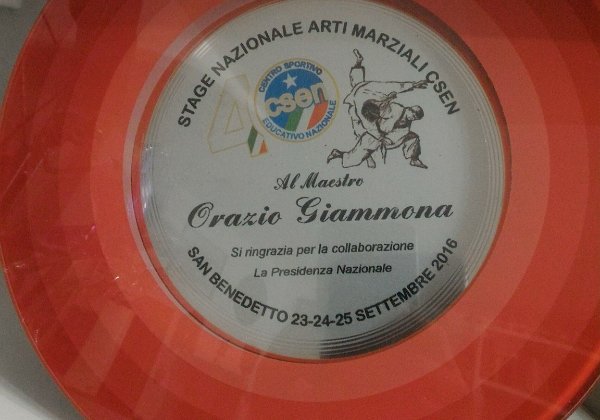 STAGE NAZIONALE ARTI MARZIALI CSEN
40
CENTRO SPORTIVO
csen
EDUCATIVO NAZIONALE
Al Maestro
Orazio Giammona
Si ringrazia per la collaborazione
La Presidenza Nazionale
SAN BENEDETTO 23-24-25 SETTEMBRE 2016